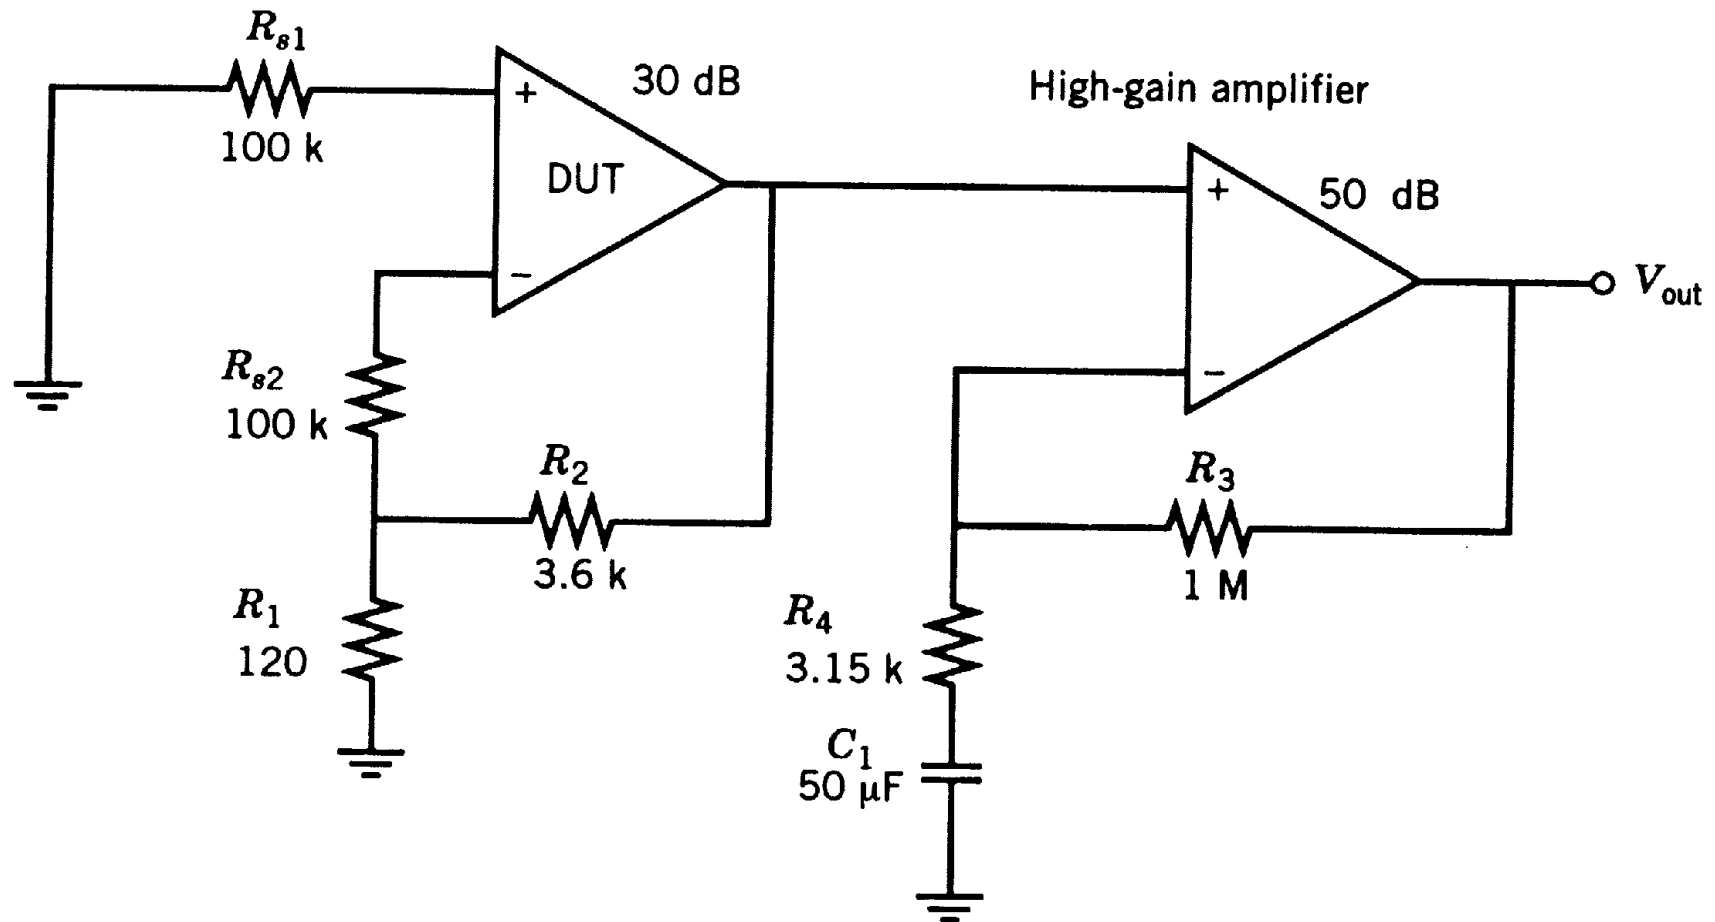 R_s1
100 k
+
−
DUT
30 dB
High-gain amplifier
+
−
50 dB
V_out
R_s2
100 k
R_2
3.6 k
R_1
120
R_3
1 M
R_4
3.15 k
C_1
50 μF